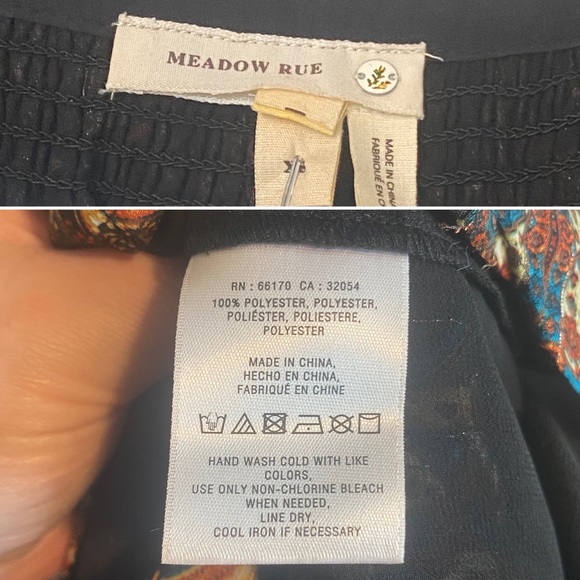 MEADOW RUE
MADE IN CHINA
FABRIQUÉ EN C
RN : 66170 CA : 32054
100% POLYESTER, POLYESTER,
POLIÉSTER, POLIESTERE,
POLYESTER
MADE IN CHINA,
HECHO EN CHINA,
FABRIQUÉ EN CHINE
HAND WASH COLD WITH LIKE
COLORS,
USE ONLY NON-CHLORINE BLEACH
WHEN NEEDED,
LINE DRY,
COOL IRON IF NECESSARY